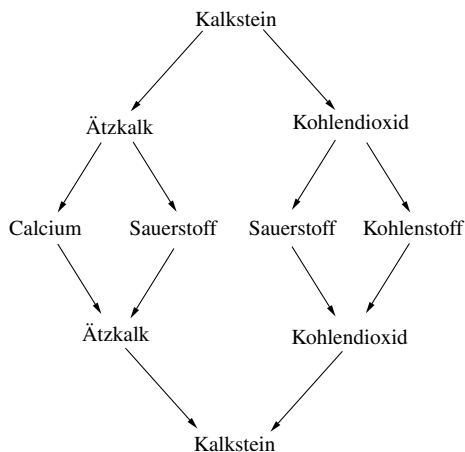 Kalkstein
Ätzkalk Kohlendioxid
Calcium Sauerstoff Sauerstoff Kohlenstoff
Ätzkalk Kohlendioxid
Kalkstein